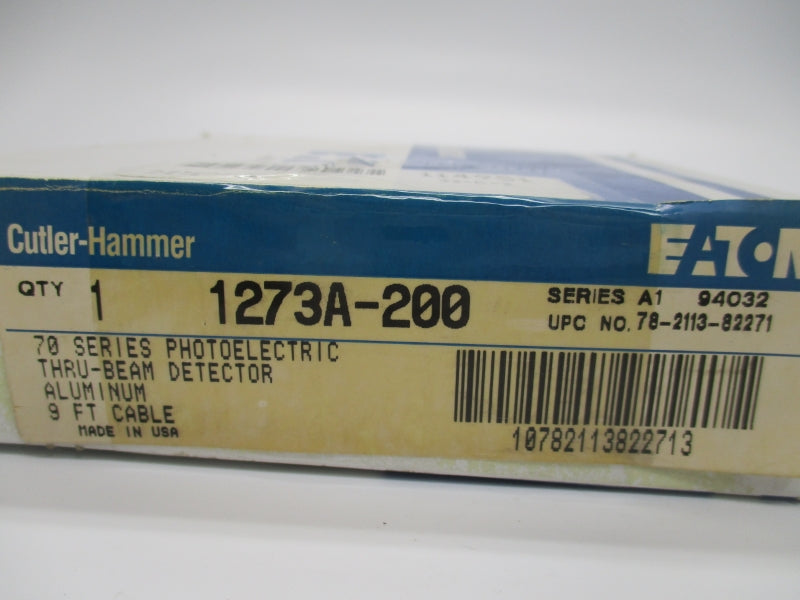 Cutler-Hammer
EATON
QTY 1 1273A-200 SERIES A1 94032
UPC NO. 78-2113-82271
70 SERIES PHOTOELECTRIC
THRU-BEAM DETECTOR
ALUMINUM
9 FT CABLE
MADE IN USA
10782113822713